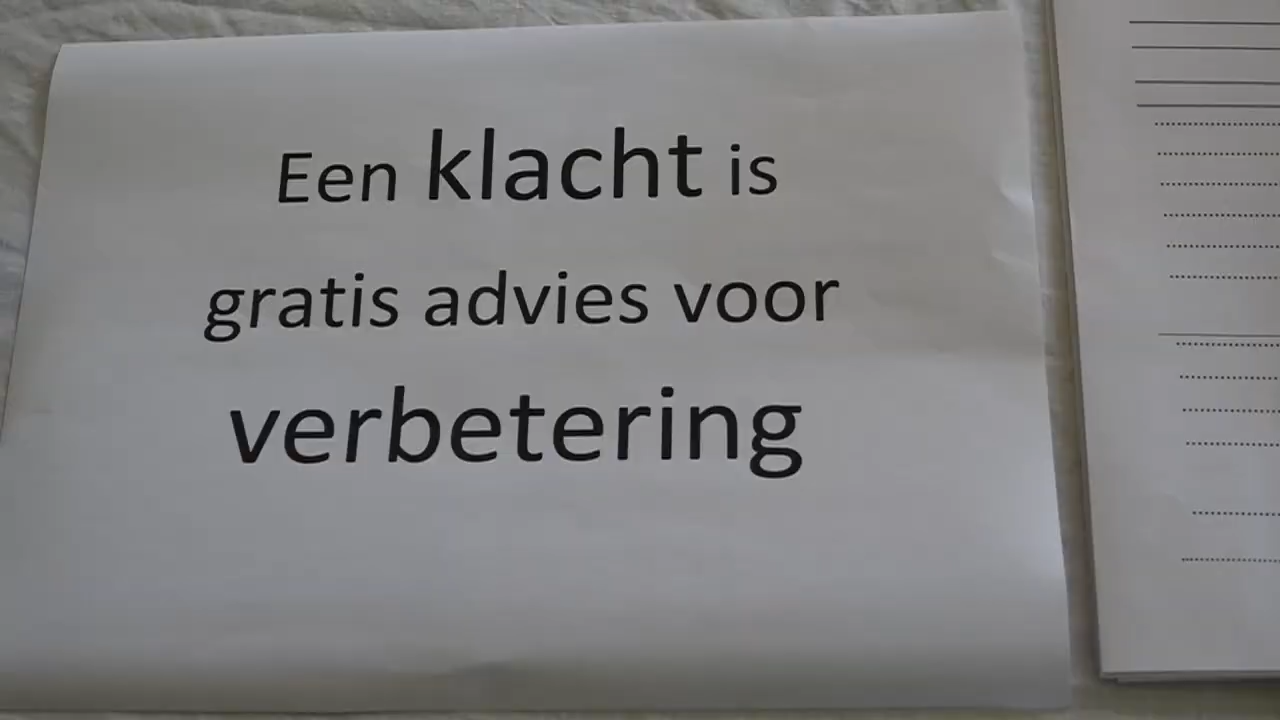 Een klacht is
gratis advies voor
verbetering